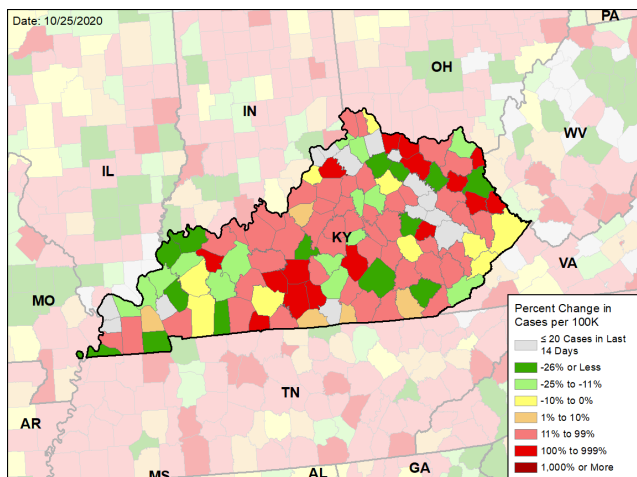 Date: 10/25/2020
PA
OH
IN
WV
IL
KY
VA
MO
TN
AR
MS
AL
GA
Percent Change in
Cases per 100K
≤ 20 Cases in Last
14 Days
-26% or Less
-25% to -11%
-10% to 0%
1% to 10%
11% to 99%
100% to 999%
1,000% or More